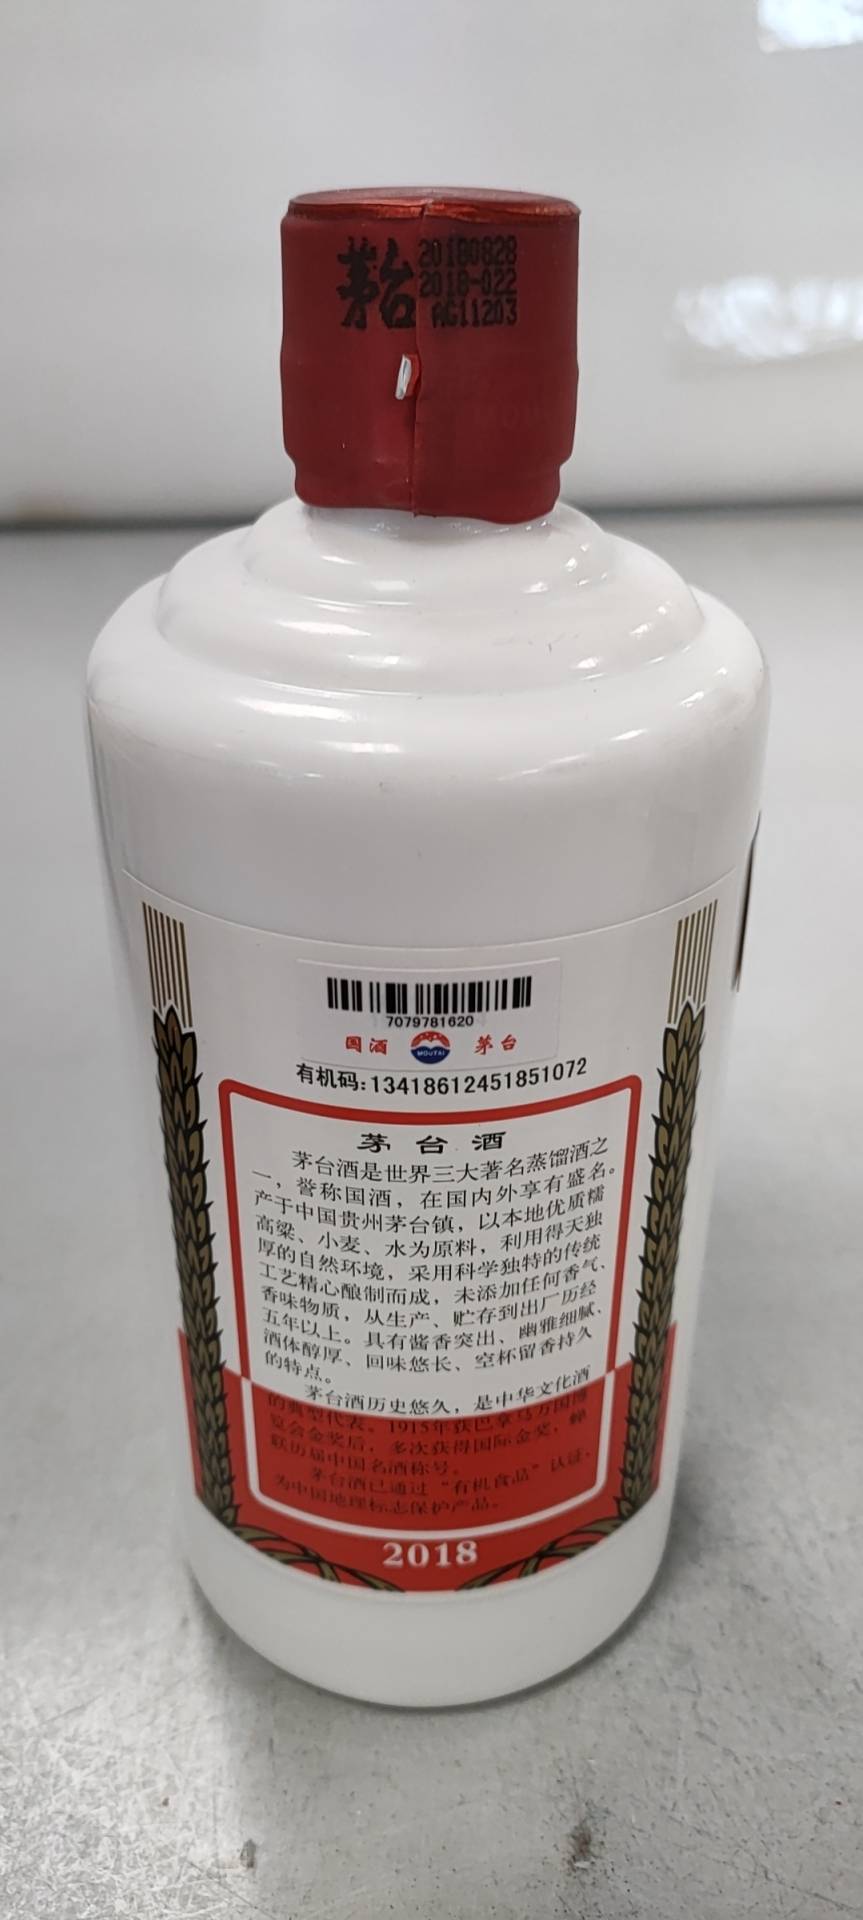 茅台
20180828
2018-022
AG11203
7079781620
国酒
MOUTAI
茅台
有机码:13418612451851072
茅台酒
茅台酒是世界三大著名蒸馏酒之
一，誉称国酒，在国内外享有盛名。
产于中国贵州茅台镇，以本地优质糯
高粱、小麦、水为原料，利用得天独
厚的自然环境，采用科学独特的传统
工艺精心酿制而成，未添加任何香气、
香味物质，从生产、贮存到出厂历经
五年以上。具有酱香突出、幽雅细腻、
酒体醇厚、回味悠长、空杯留香持久
的特点。
茅台酒历史悠久，是中华文化酒
的典型代表。1915年获巴拿马万国博
览会金奖后，多次获得国际金奖，蝉
联历届中国名酒称号。
茅台酒已通过“有机食品”认证，
为中国地理标志保护产品。
2018